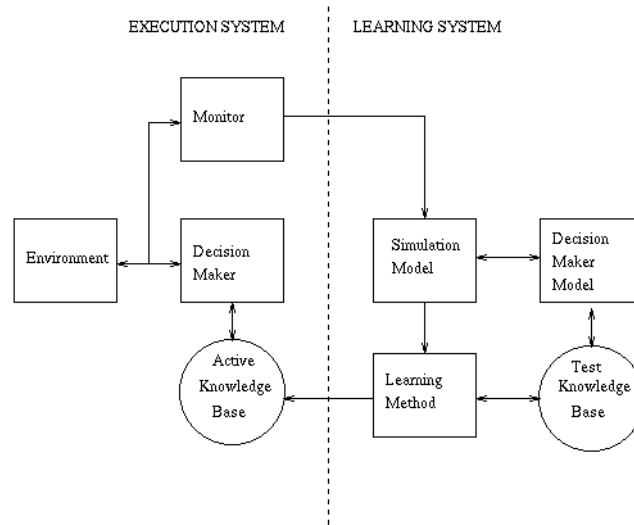 EXECUTION SYSTEM
LEARNING SYSTEM
Monitor
Environment
Decision
Maker
Simulation
Model
Decision
Maker
Model
Active
Knowledge
Base
Learning
Method
Test
Knowledge
Base